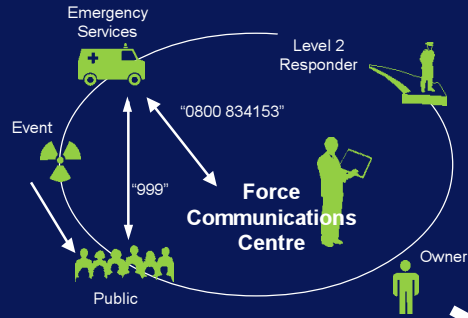 Emergency
Services
Level 2
Responder
"0800 834153"
Event
"999"
Force
Communications
Centre
Owner
Public